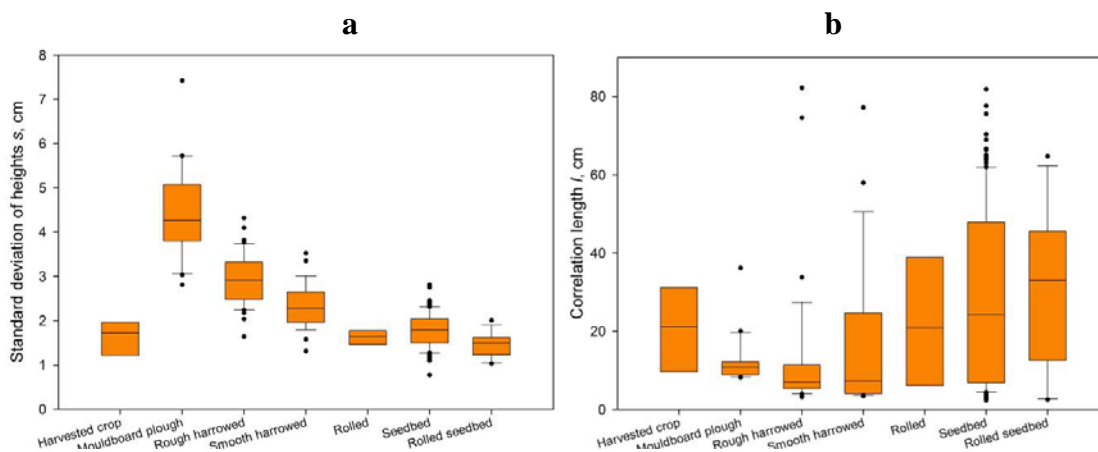 a
b
8
7
6
5
4
3
2
1
0
Standard deviation of heights s, cm
Harvested crop
Mouldboard plough
Rough harrowed
Smooth harrowed
Rolled
Seedbed
Rolled seedbed
80
60
40
20
0
Correlation length l, cm
Harvested crop
Mouldboard plough
Rough harrowed
Smooth harrowed
Rolled
Seedbed
Rolled seedbed